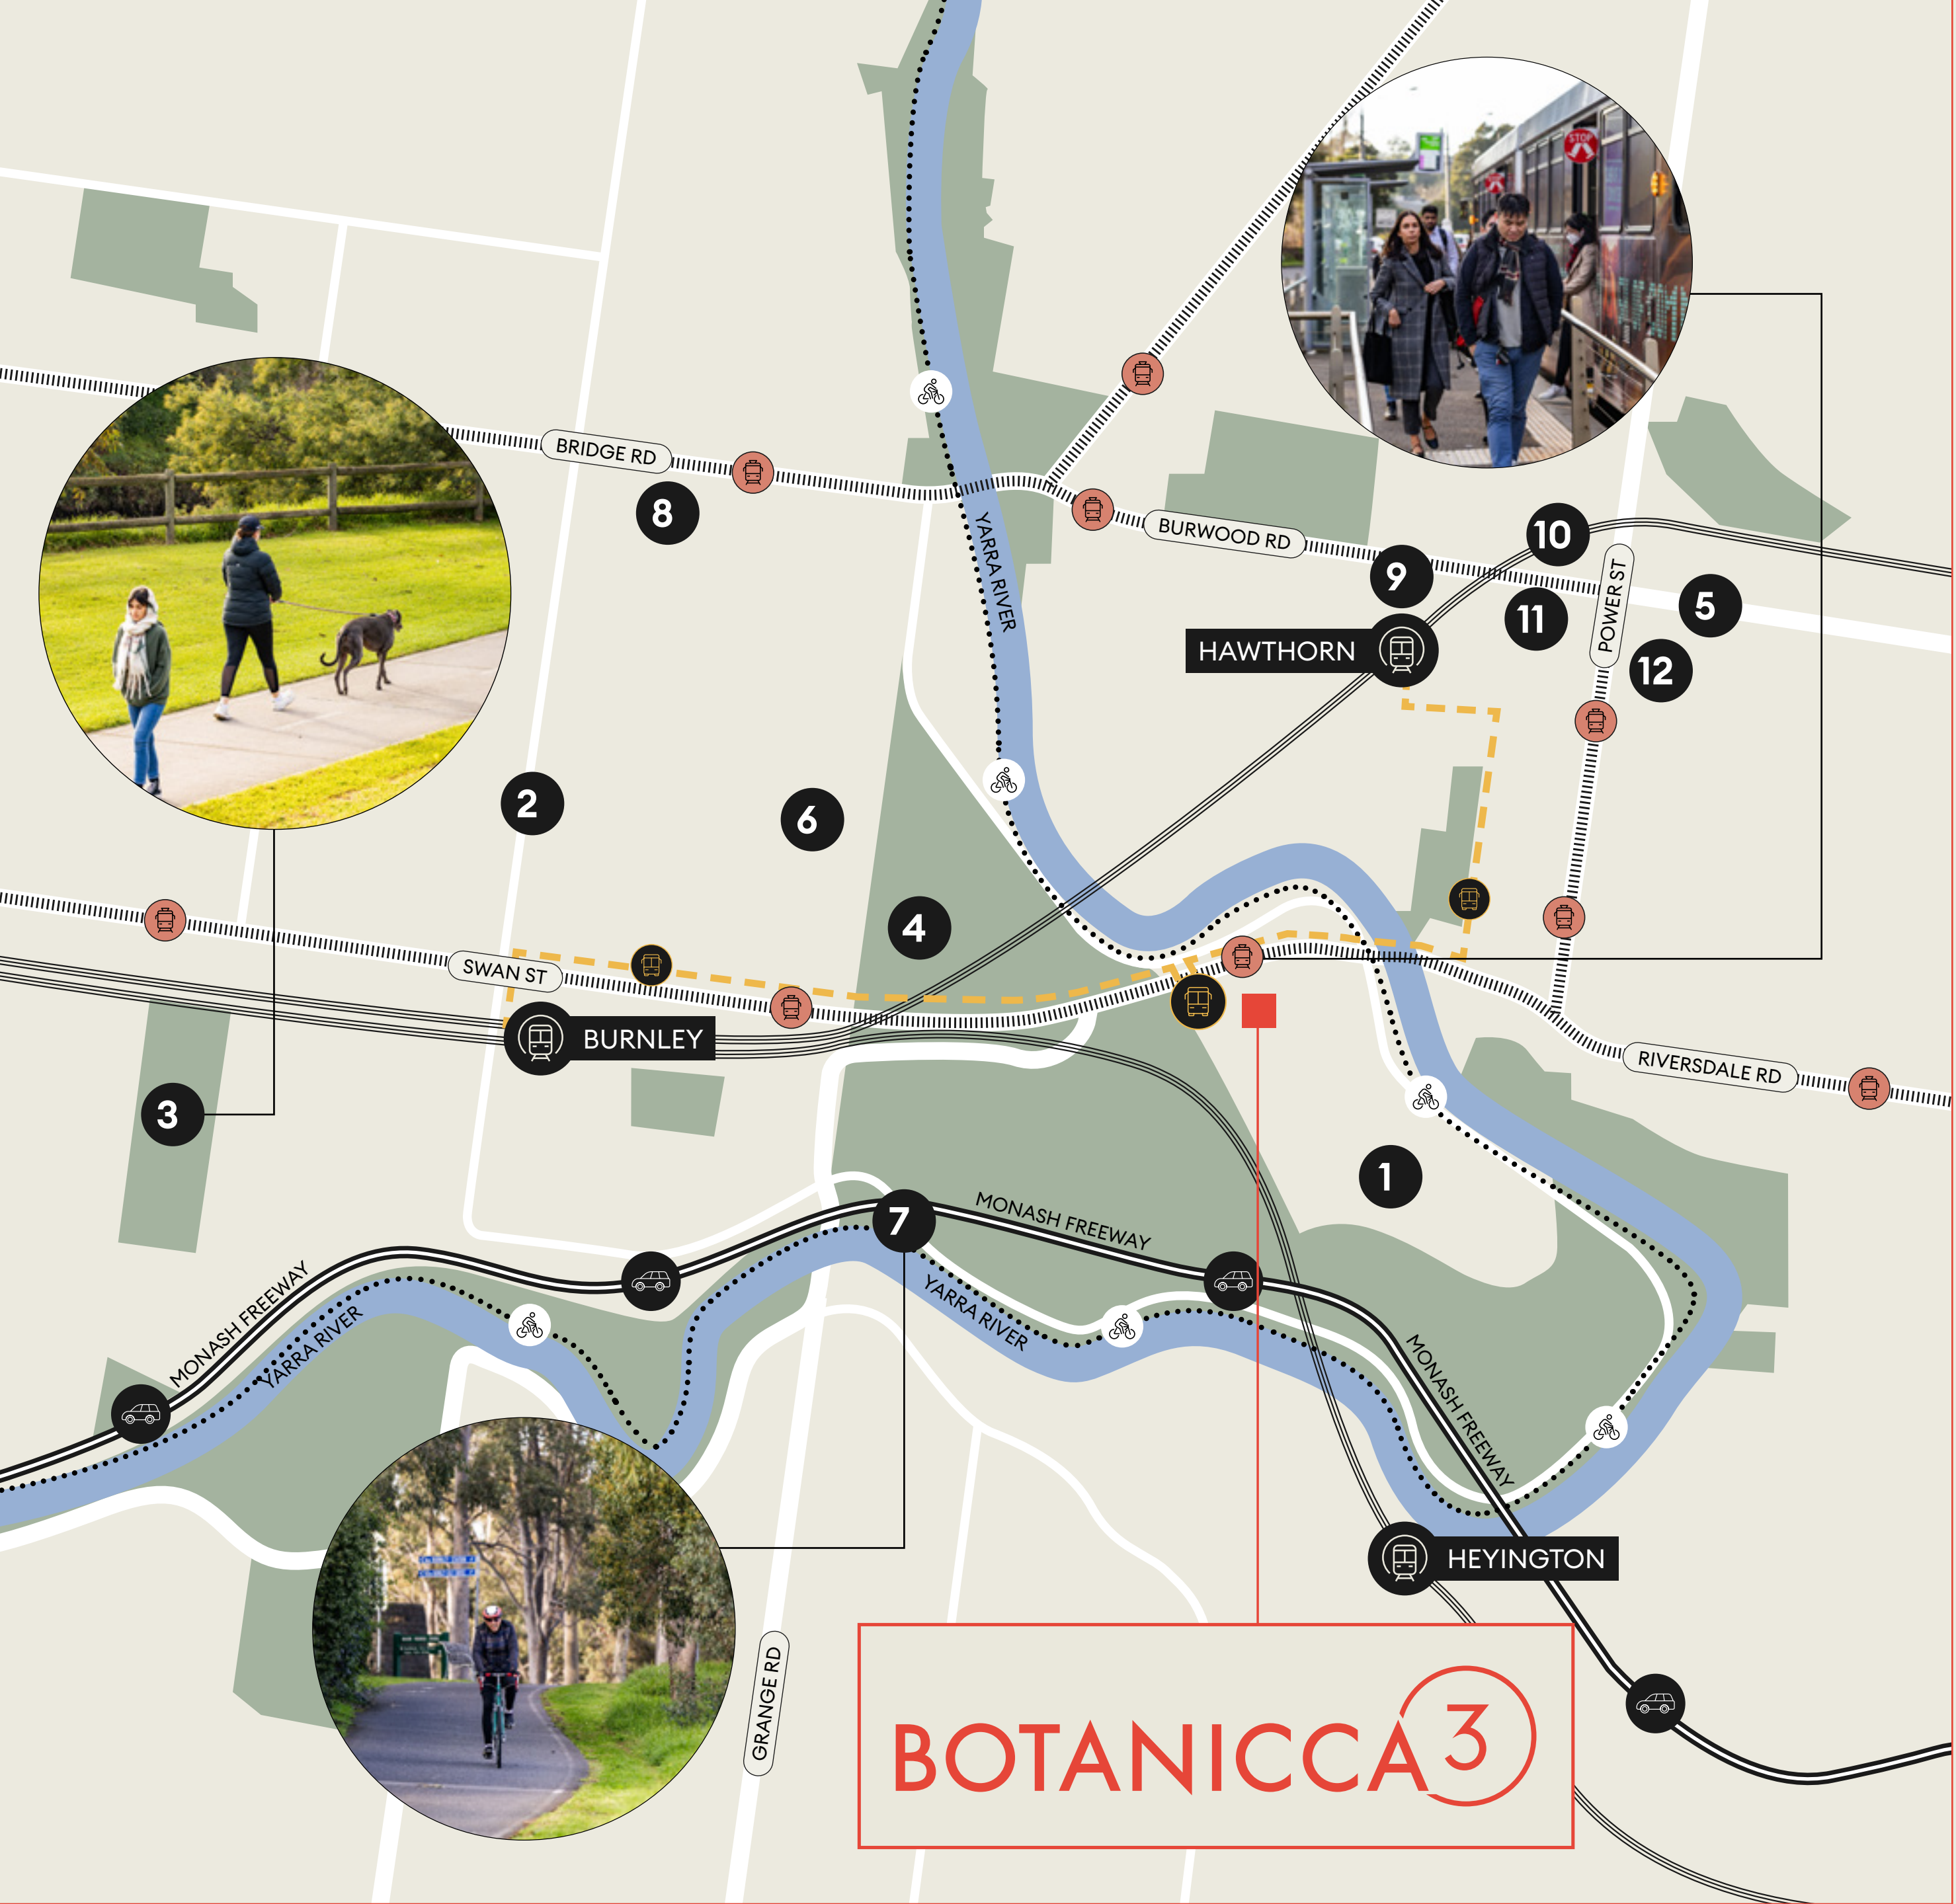 STOP
BRIDGE RD
8
YARRA RIVER
BURWOOD RD
10
9
POWER ST
5
11
HAWTHORN
12
2
6
4
SWAN ST
BURNLEY
RIVERSDALE RD
3
1
7
MONASH FREEWAY
MONASH FREEWAY
YARRA RIVER
YARRA RIVER
MONASH FREEWAY
HEYINGTON
GRANGE RD
BOTANICCA 3